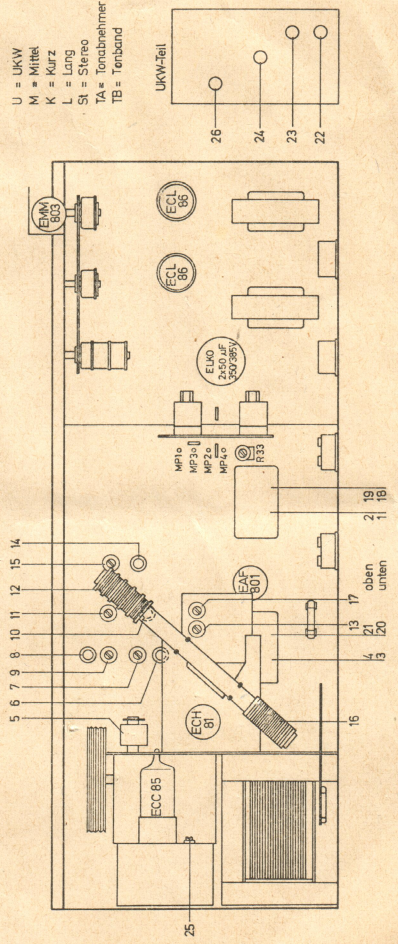 U = UKW
M = Mittel
K = Kurz
L = Lang
St = Stereo
TA = Tonabnehmer
TB = Tonband
UKW-Teil
26
24
23
22
EMM
803
ECL
86
ECL
86
ELKO
2x50 µF
350/385V
MP1
MP3
MP2
MP4
R33
14
15
12
11
10
8
9
7
6
5
ECC 85
25
ECH
81
EAF
801
16
17
13
4 21 oben 2 19
3 20 unten 1 18